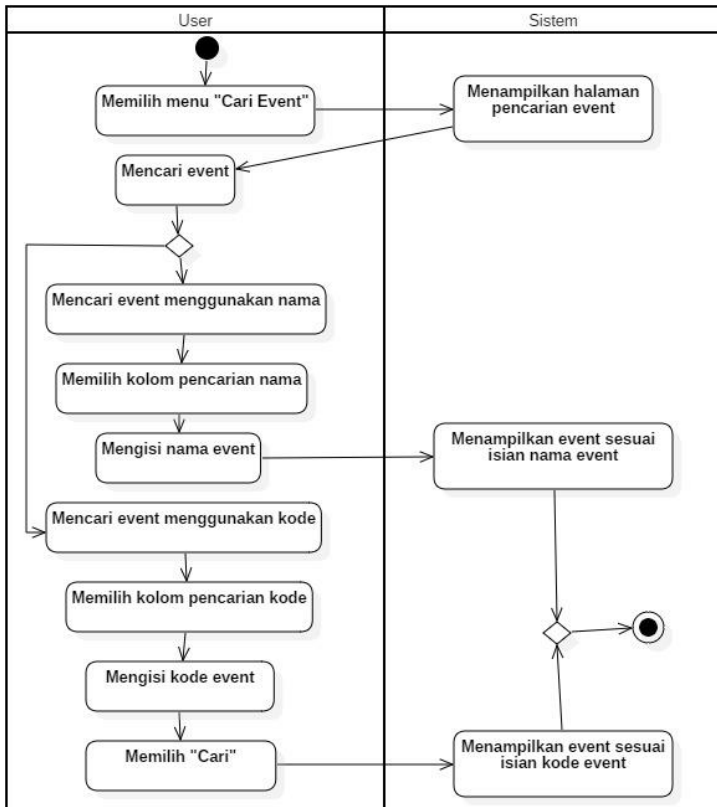 User
Sistem
Memilih menu "Cari Event"
Menampilkan halaman
pencarian event
Mencari event
Mencari event menggunakan nama
Memilih kolom pencarian nama
Mengisi nama event
Menampilkan event sesuai
isian nama event
Mencari event menggunakan kode
Memilih kolom pencarian kode
Mengisi kode event
Memilih "Cari"
Menampilkan event sesuai
isian kode event